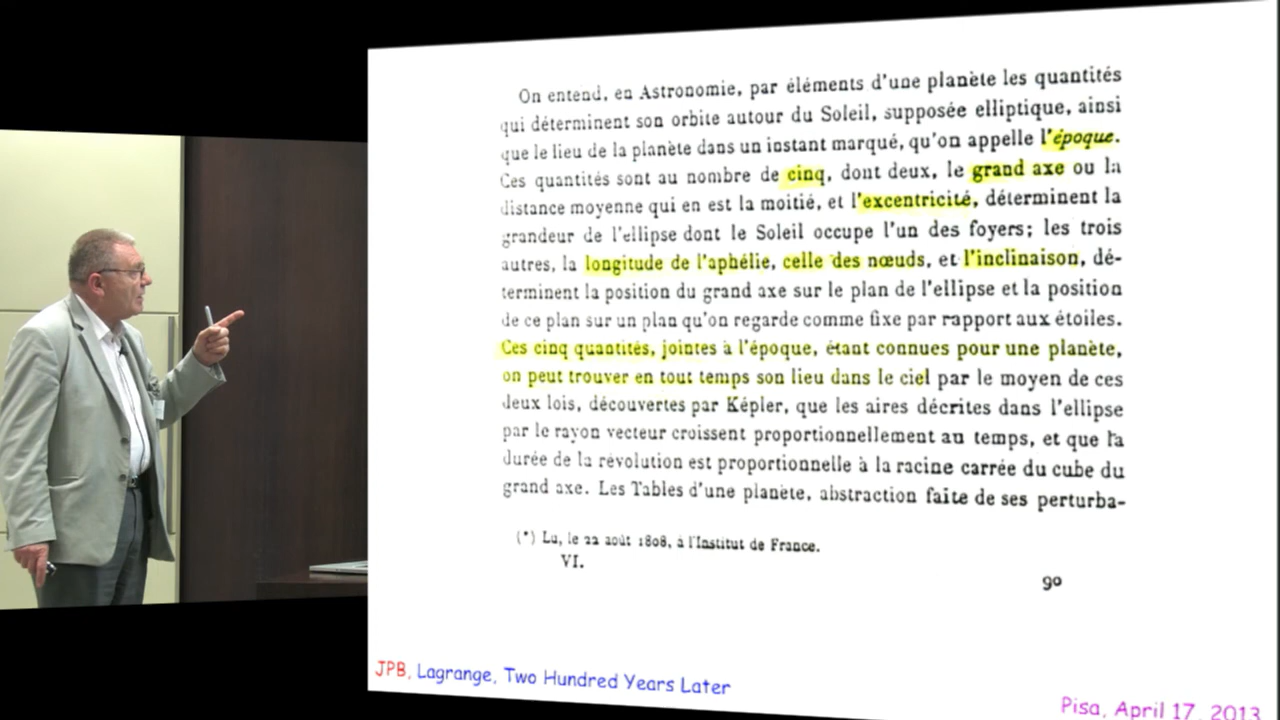 On entend, en Astronomie, par éléments d'une planète les quantités
qui déterminent son orbite autour du Soleil, supposée elliptique, ainsi
que le lieu de la planète dans un instant marqué, qu'on appelle l'époque.
Ces quantités sont au nombre de cinq, dont deux, le grand axe ou la
distance moyenne qui en est la moitié, et l'excentricité, déterminent la
grandeur de l'ellipse dont le Soleil occupe l'un des foyers; les trois
autres, la longitude de l'aphélie, celle des nœuds, et l'inclinaison, dé-
terminent la position du grand axe sur le plan de l'ellipse et la position
de ce plan sur un plan qu'on regarde comme fixe par rapport aux étoiles.
Ces cinq quantités, jointes à l'époque, étant connues pour une planète,
on peut trouver en tout temps son lieu dans le ciel par le moyen de ces
deux lois, découvertes par Képler, que les aires décrites dans l'ellipse
par le rayon vecteur croissent proportionnellement au temps, et que la
durée de la révolution est proportionnelle à la racine carrée du cube du
grand axe. Les Tables d'une planète, abstraction faite de ses perturba-
(*) Lu, le 22 août 1808, à l'Institut de France.
VI.
90
JPB, Lagrange, Two Hundred Years Later
Pisa, April 17, 2013